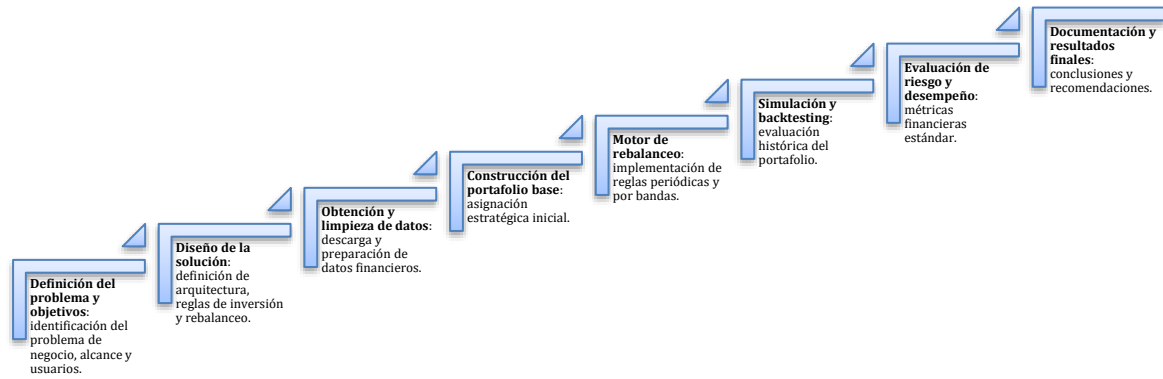 Definición del
problema y
objetivos:
identificación del
problema de
negocio, alcance y
usuarios.
Diseño de la
solución:
definición de
arquitectura,
reglas de inversión
y rebalanceo.
Obtención y
limpieza de datos:
descarga y
preparación de
datos financieros.
Construcción del
portafolio base:
asignación
estratégica inicial.
Motor de
rebalanceo:
implementación de
reglas periódicas y
por bandas.
Simulación y
backtesting:
evaluación
histórica del
portafolio.
Evaluación de
riesgo y
desempeño:
métricas
financieras
estándar.
Documentación y
resultados
finales:
conclusiones y
recomendaciones.